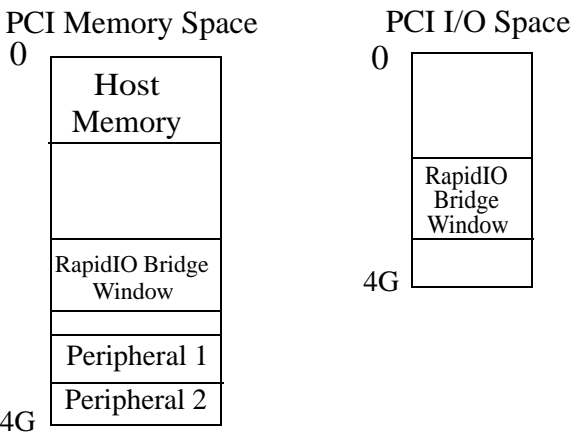 PCI Memory Space
0
Host
Memory
RapidIO Bridge
Window
Peripheral 1
Peripheral 2
4G
PCI I/O Space
0
RapidIO
Bridge
Window
4G